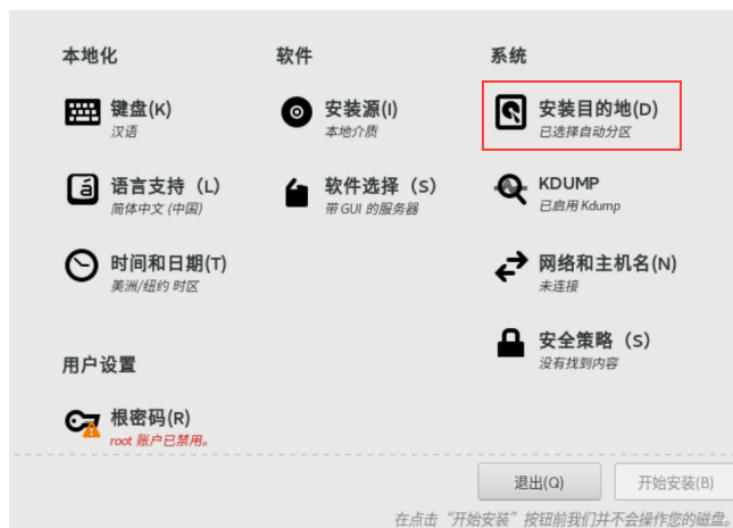 本地化
软件
系统
键盘(K)
汉语
安装源(I)
本地介质
安装目的地(D)
已选择自动分区
语言支持（L）
简体中文 (中国)
软件选择（S）
带 GUI 的服务器
KDUMP
已启用 Kdump
时间和日期(T)
美洲/纽约 时区
网络和主机名(N)
未连接
安全策略（S）
没有找到内容
用户设置
根密码(R)
root 账户已禁用。
退出(Q)
开始安装(B)
在点击“开始安装”按钮前我们并不会操作您的磁盘。